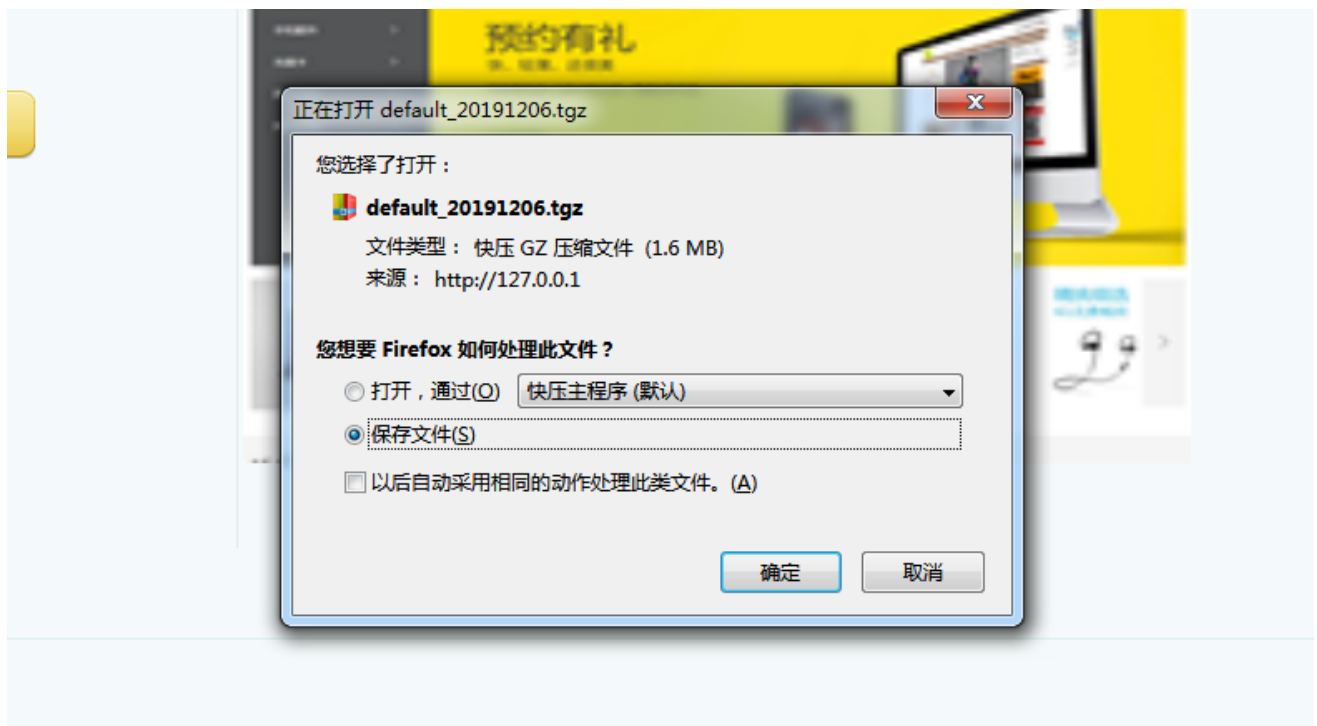 预约有礼
正在打开 default_20191206.tgz
您选择了打开：
default_20191206.tgz
文件类型： 快压 GZ 压缩文件 (1.6 MB)
来源： http://127.0.0.1
您想要 Firefox 如何处理此文件？
打开，通过(O) 快压主程序 (默认)
保存文件(S)
以后自动采用相同的动作处理此类文件。(A)
确定 取消